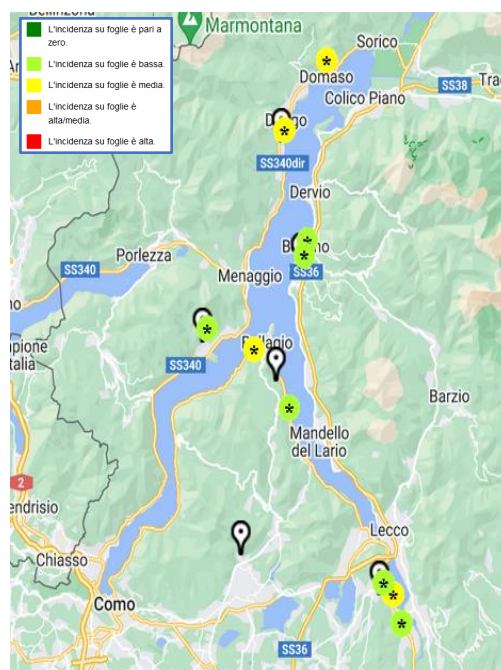 Marmontana
L'incidenza su foglie è pari a
zero.
L'incidenza su foglie è bassa.
L'incidenza su foglie è media.
L'incidenza su foglie è
alta/media.
L'incidenza su foglie è alta.
Sorico
Domaso
SS38
Colico Piano
SS340dir
Dervio
Porlezza
SS340
Menaggio
SS36
SS340
Barzio
Mandello
del Lario
2
Lecco
Chiasso
Como
SS36